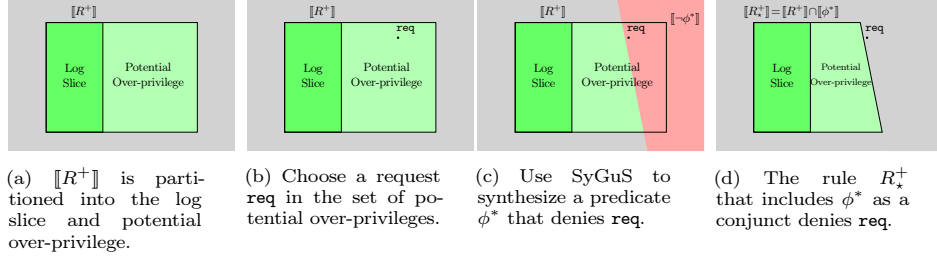 ⟦R⁺⟧
Log
Slice
Potential
Over-privilege
(a) ⟦R⁺⟧ is parti-
tioned into the log
slice and potential
over-privilege.
⟦R⁺⟧
req
Log
Slice
Potential
Over-privilege
(b) Choose a request
req in the set of po-
tential over-privileges.
⟦R⁺⟧
⟦¬ϕ*⟧
req
Log
Slice
Potential
Over-privilege
(c) Use SyGuS to
synthesize a predicate
ϕ* that denies req.
⟦R⋆⁺⟧=⟦R⁺⟧∩⟦ϕ*⟧
req
Log
Slice
Potential
Over-privilege
(d) The rule R⋆⁺
that includes ϕ* as a
conjunct denies req.